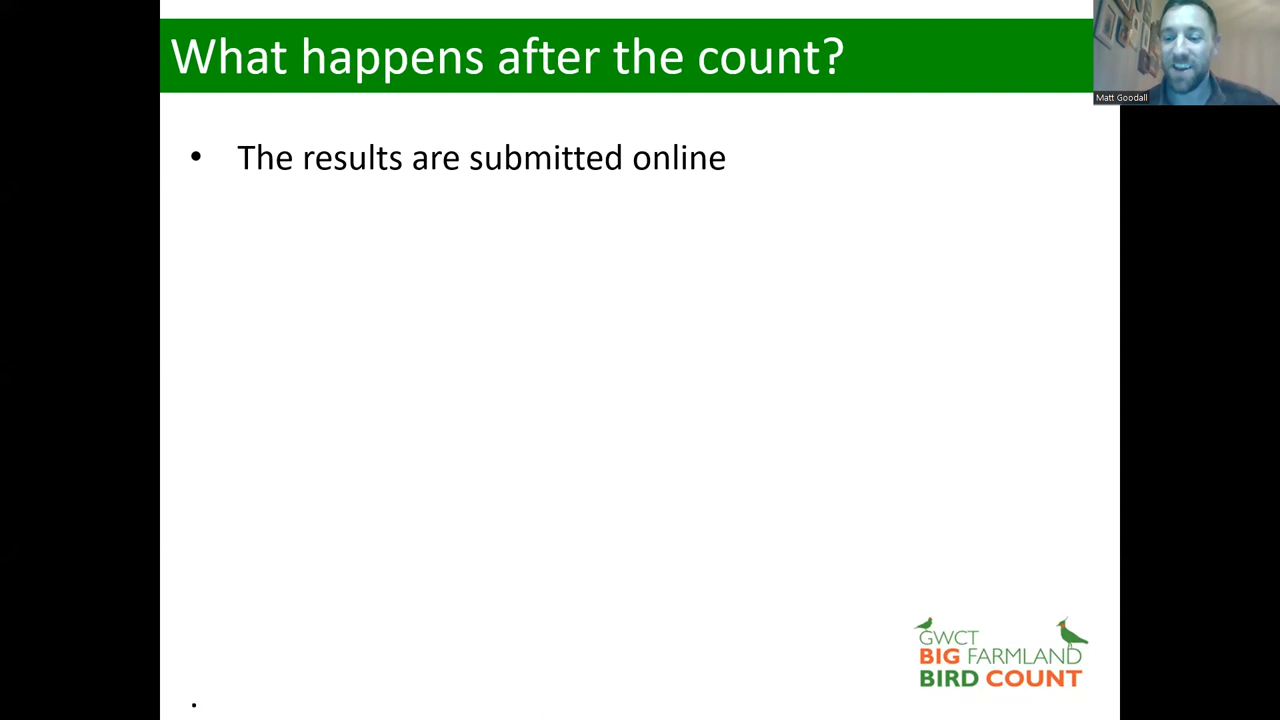 What happens after the count?
Matt Goodall
• The results are submitted online
GWCT
BIG FARMLAND
BIRD COUNT
.